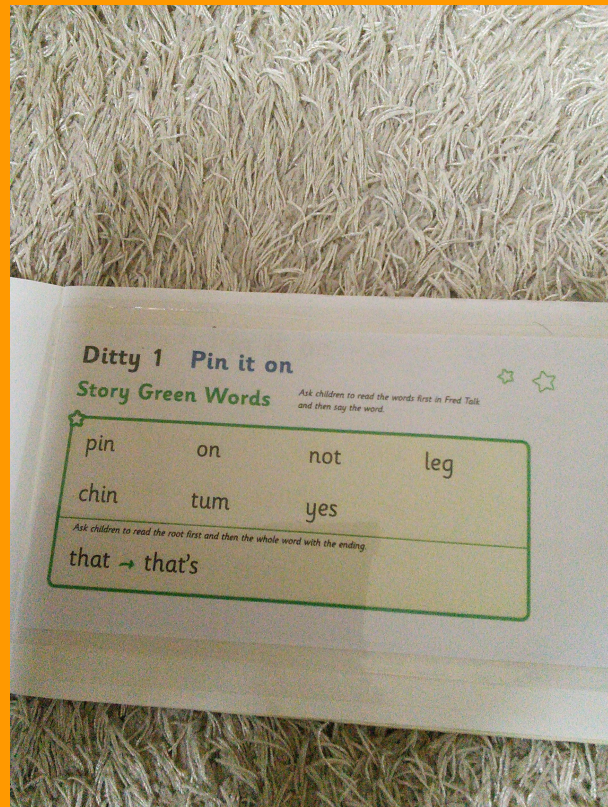 Ditty 1 Pin it on
Story Green Words
Ask children to read the words first in Fred Talk
and then say the word.
pin on not leg
chin tum yes
Ask children to read the root first and then the whole word with the ending.
that → that's